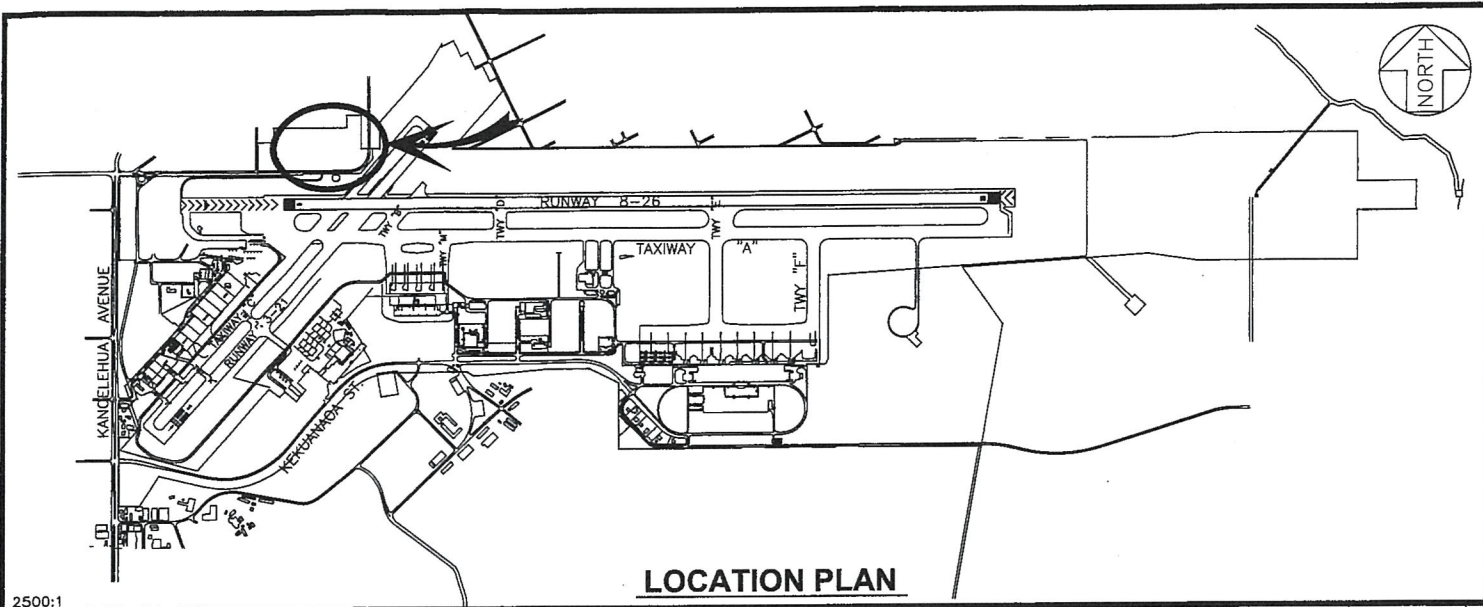 NORTH
RUNWAY 8-26
TWY "B"
TWY "D"
TWY "E"
TWY "M"
TAXIWAY "A"
TWY "F"
KANOELEHUA AVENUE
TAXIWAY C
RUNWAY 3-21
KEKUANAOA ST.
LOCATION PLAN
2500:1